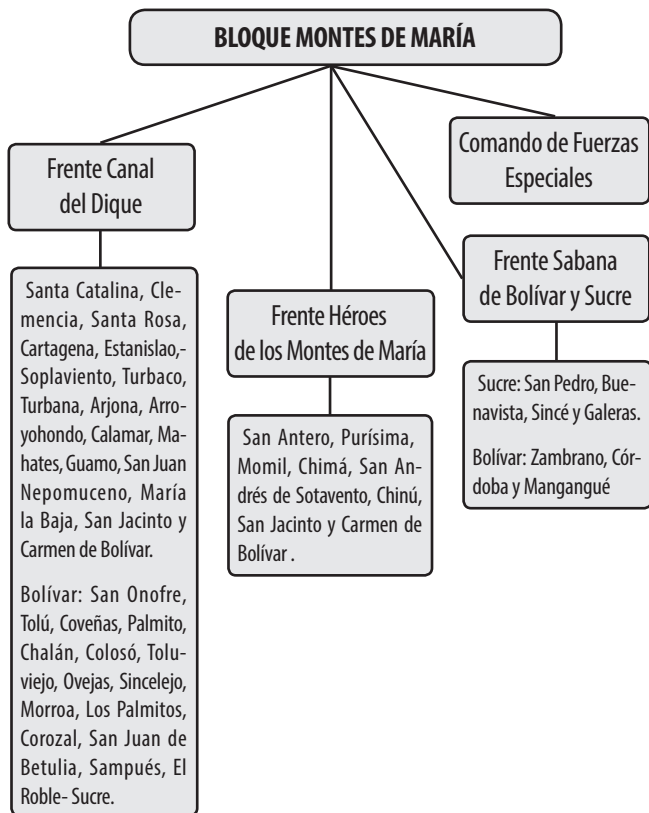 BLOQUE MONTES DE MARÍA
Frente Canal
del Dique
Santa Catalina, Cle-
mencia, Santa Rosa,
Cartagena, Estanislao,-
Soplaviento, Turbaco,
Turbana, Arjona, Arro-
yohondo, Calamar, Ma-
hates, Guamo, San Juan
Nepomuceno, María
la Baja, San Jacinto y
Carmen de Bolívar.
Bolívar: San Onofre,
Tolú, Coveñas, Palmito,
Chalán, Colosó, Tolu-
viejo, Ovejas, Sincelejo,
Morroa, Los Palmitos,
Corozal, San Juan de
Betulia, Sampués, El
Roble- Sucre.
Frente Héroes
de los Montes de María
San Antero, Purísima,
Momil, Chimá, San An-
drés de Sotavento, Chinú,
San Jacinto y Carmen de
Bolívar .
Comando de Fuerzas
Especiales
Frente Sabana
de Bolívar y Sucre
Sucre: San Pedro, Bue-
navista, Sincé y Galeras.
Bolívar: Zambrano, Cór-
doba y Mangangué